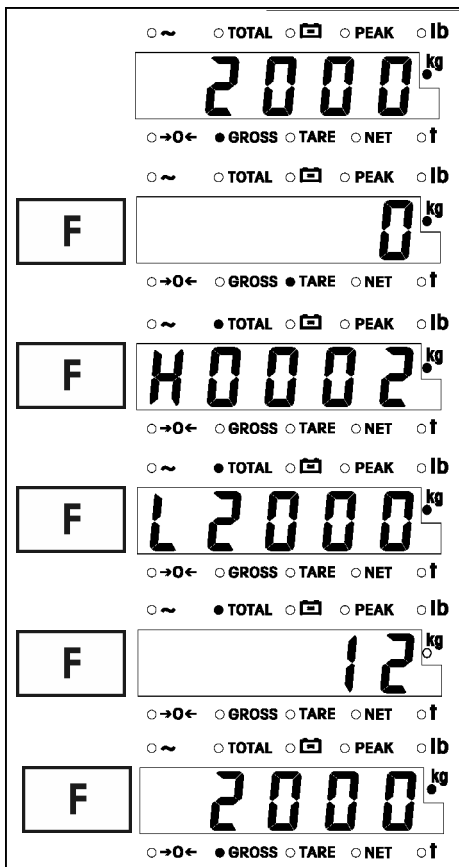 ~ TOTAL PEAK lb
2000 kg
→0← GROSS TARE NET t
~ TOTAL PEAK lb
F 0 kg
→0← GROSS TARE NET t
~ TOTAL PEAK lb
F H0002 kg
→0← GROSS TARE NET t
~ TOTAL PEAK lb
F L2000 kg
→0← GROSS TARE NET t
~ TOTAL PEAK lb
F 12 kg
→0← GROSS TARE NET t
~ TOTAL PEAK lb
F 2000 kg
→0← GROSS TARE NET t